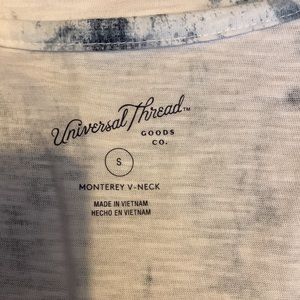 Universal Thread™
GOODS
CO.
S
MONTEREY V-NECK
MADE IN VIETNAM
HECHO EN VIETNAM